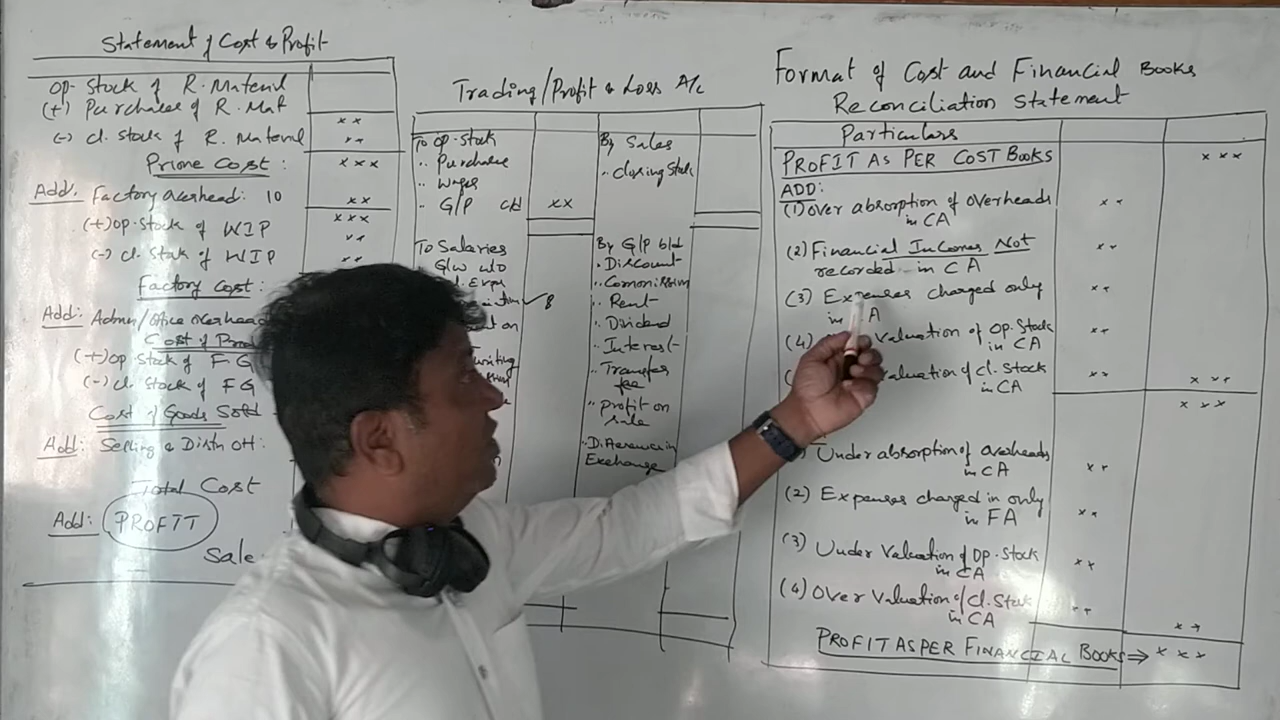 Statement of Cost & Profit
Op. Stock of R. Material
(+) Purchases of R. Mat
x x
(-) cl. stock of R. Material
x x
Prime Cost :
x x x
Add. Factory overhead: 10
x x
x x x
(+) Op. Stock of WIP
x x
(-) cl. Stock of WIP
x x
Factory Cost :
Add: Admn/office overhead
Cost of Prod
(+) Op Stock of FG
(-) cl. Stock of FG
Cost of Goods Sold
Add: Selling & Distn OH:
Total Cost
Add: PROFIT
Sale
Trading/Profit & Loss A/c
To Op. stock
" Purchase
" Wages
" G/P c/d
x x
To Salaries
G/w w/o
By Sales
" closing Stock
By G/P b/d
" Discount
" Commission
" Rent
" Dividend
" Interest
" Transfer
fee
" Profit on
sale
" Difference in
Exchange
Format of Cost and Financial Books
Reconciliation Statement
Particulars
PROFIT AS PER COST BOOKS
x x x
ADD:
(1) Over absorption of overheads
in CA
x x
(2) Financial Incomes Not
recorded in CA
x x
(3) Expenses charged only
in A
x x
(4) Valuation of Op. Stock
in CA
x x
valuation of cl. Stock
in CA
x x
x x x
x x x
Under absorption of overheads
in CA
x x
(2) Expenses charged in only
in FA
x x
(3) Under Valuation of Op. Stock
in CA
x x
(4) Over Valuation of cl. Stock
in CA
x x
x x
PROFIT AS PER FINANCIAL BOOKS ⇒
x x x